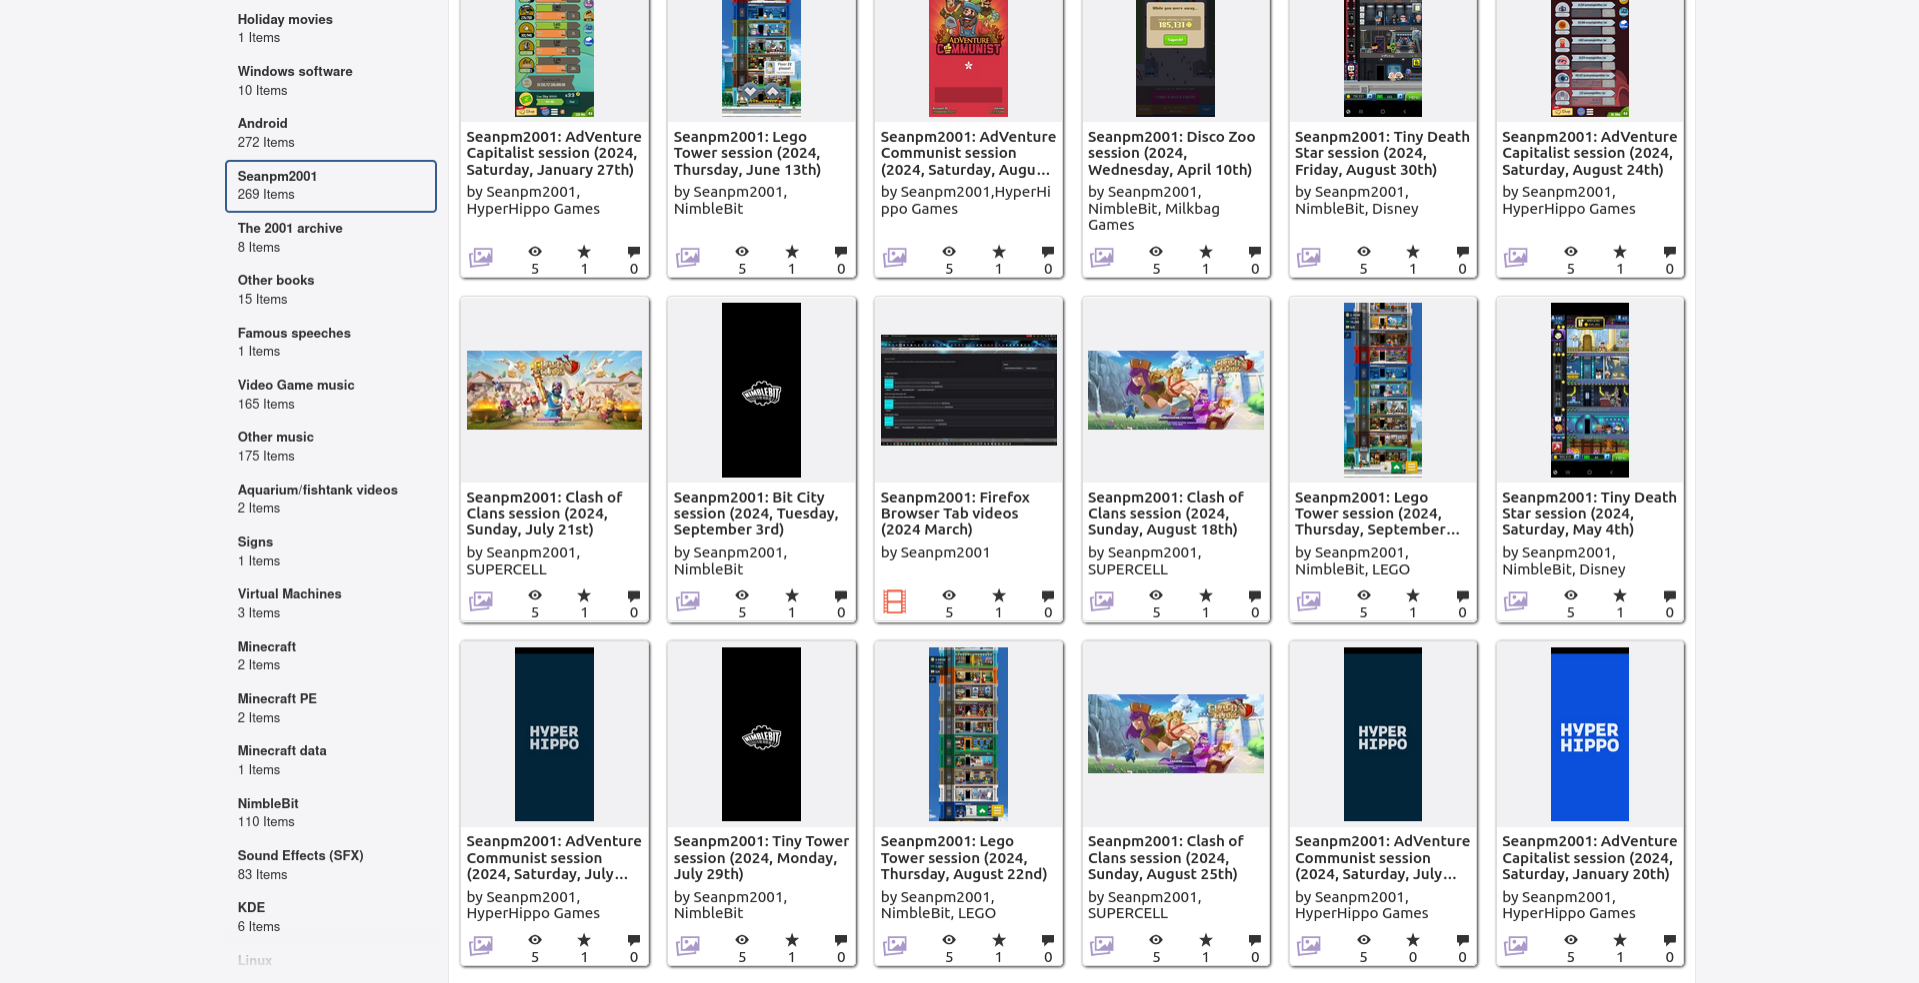 Holiday movies
1 Items
Windows software
10 Items
Android
272 Items
Seanpm2001
269 Items
The 2001 archive
8 Items
Other books
15 Items
Famous speeches
1 Items
Video Game music
165 Items
Other music
175 Items
Aquarium/fishtank videos
2 Items
Signs
1 Items
Virtual Machines
3 Items
Minecraft
2 Items
Minecraft PE
2 Items
Minecraft data
1 Items
NimbleBit
110 Items
Sound Effects (SFX)
83 Items
KDE
6 Items
Linux
Seanpm2001: AdVenture
Capitalist session (2024,
Saturday, January 27th)
by Seanpm2001,
HyperHippo Games
5 1 0
Seanpm2001: Lego
Tower session (2024,
Thursday, June 13th)
by Seanpm2001,
NimbleBit
5 1 0
ADVENTURE
COMMUNIST
Seanpm2001: AdVenture
Communist session
(2024, Saturday, Augu...
by Seanpm2001,HyperHi
ppo Games
5 1 0
185,131
Seanpm2001: Disco Zoo
session (2024,
Wednesday, April 10th)
by Seanpm2001,
NimbleBit, Milkbag
Games
5 1 0
Seanpm2001: Tiny Death
Star session (2024,
Friday, August 30th)
by Seanpm2001,
NimbleBit, Disney
5 1 0
Seanpm2001: AdVenture
Capitalist session (2024,
Saturday, August 24th)
by Seanpm2001,
HyperHippo Games
5 1 0
Seanpm2001: Clash of
Clans session (2024,
Sunday, July 21st)
by Seanpm2001,
SUPERCELL
5 1 0
NIMBLEBIT
Seanpm2001: Bit City
session (2024, Tuesday,
September 3rd)
by Seanpm2001,
NimbleBit
5 1 0
Seanpm2001: Firefox
Browser Tab videos
(2024 March)
by Seanpm2001
5 1 0
Seanpm2001: Clash of
Clans session (2024,
Sunday, August 18th)
by Seanpm2001,
SUPERCELL
5 1 0
Seanpm2001: Lego
Tower session (2024,
Thursday, September...
by Seanpm2001,
NimbleBit, LEGO
5 1 0
Seanpm2001: Tiny Death
Star session (2024,
Saturday, May 4th)
by Seanpm2001,
NimbleBit, Disney
5 1 0
HYPER
HIPPO
Seanpm2001: AdVenture
Communist session
(2024, Saturday, July...
by Seanpm2001,
HyperHippo Games
5 1 0
NIMBLEBIT
Seanpm2001: Tiny Tower
session (2024, Monday,
July 29th)
by Seanpm2001,
NimbleBit
5 1 0
Seanpm2001: Lego
Tower session (2024,
Thursday, August 22nd)
by Seanpm2001,
NimbleBit, LEGO
5 1 0
Seanpm2001: Clash of
Clans session (2024,
Sunday, August 25th)
by Seanpm2001,
SUPERCELL
5 1 0
HYPER
HIPPO
Seanpm2001: AdVenture
Communist session
(2024, Saturday, July...
by Seanpm2001,
HyperHippo Games
5 0 0
HYPER
HIPPO
Seanpm2001: AdVenture
Capitalist session (2024,
Saturday, January 20th)
by Seanpm2001,
HyperHippo Games
5 1 0